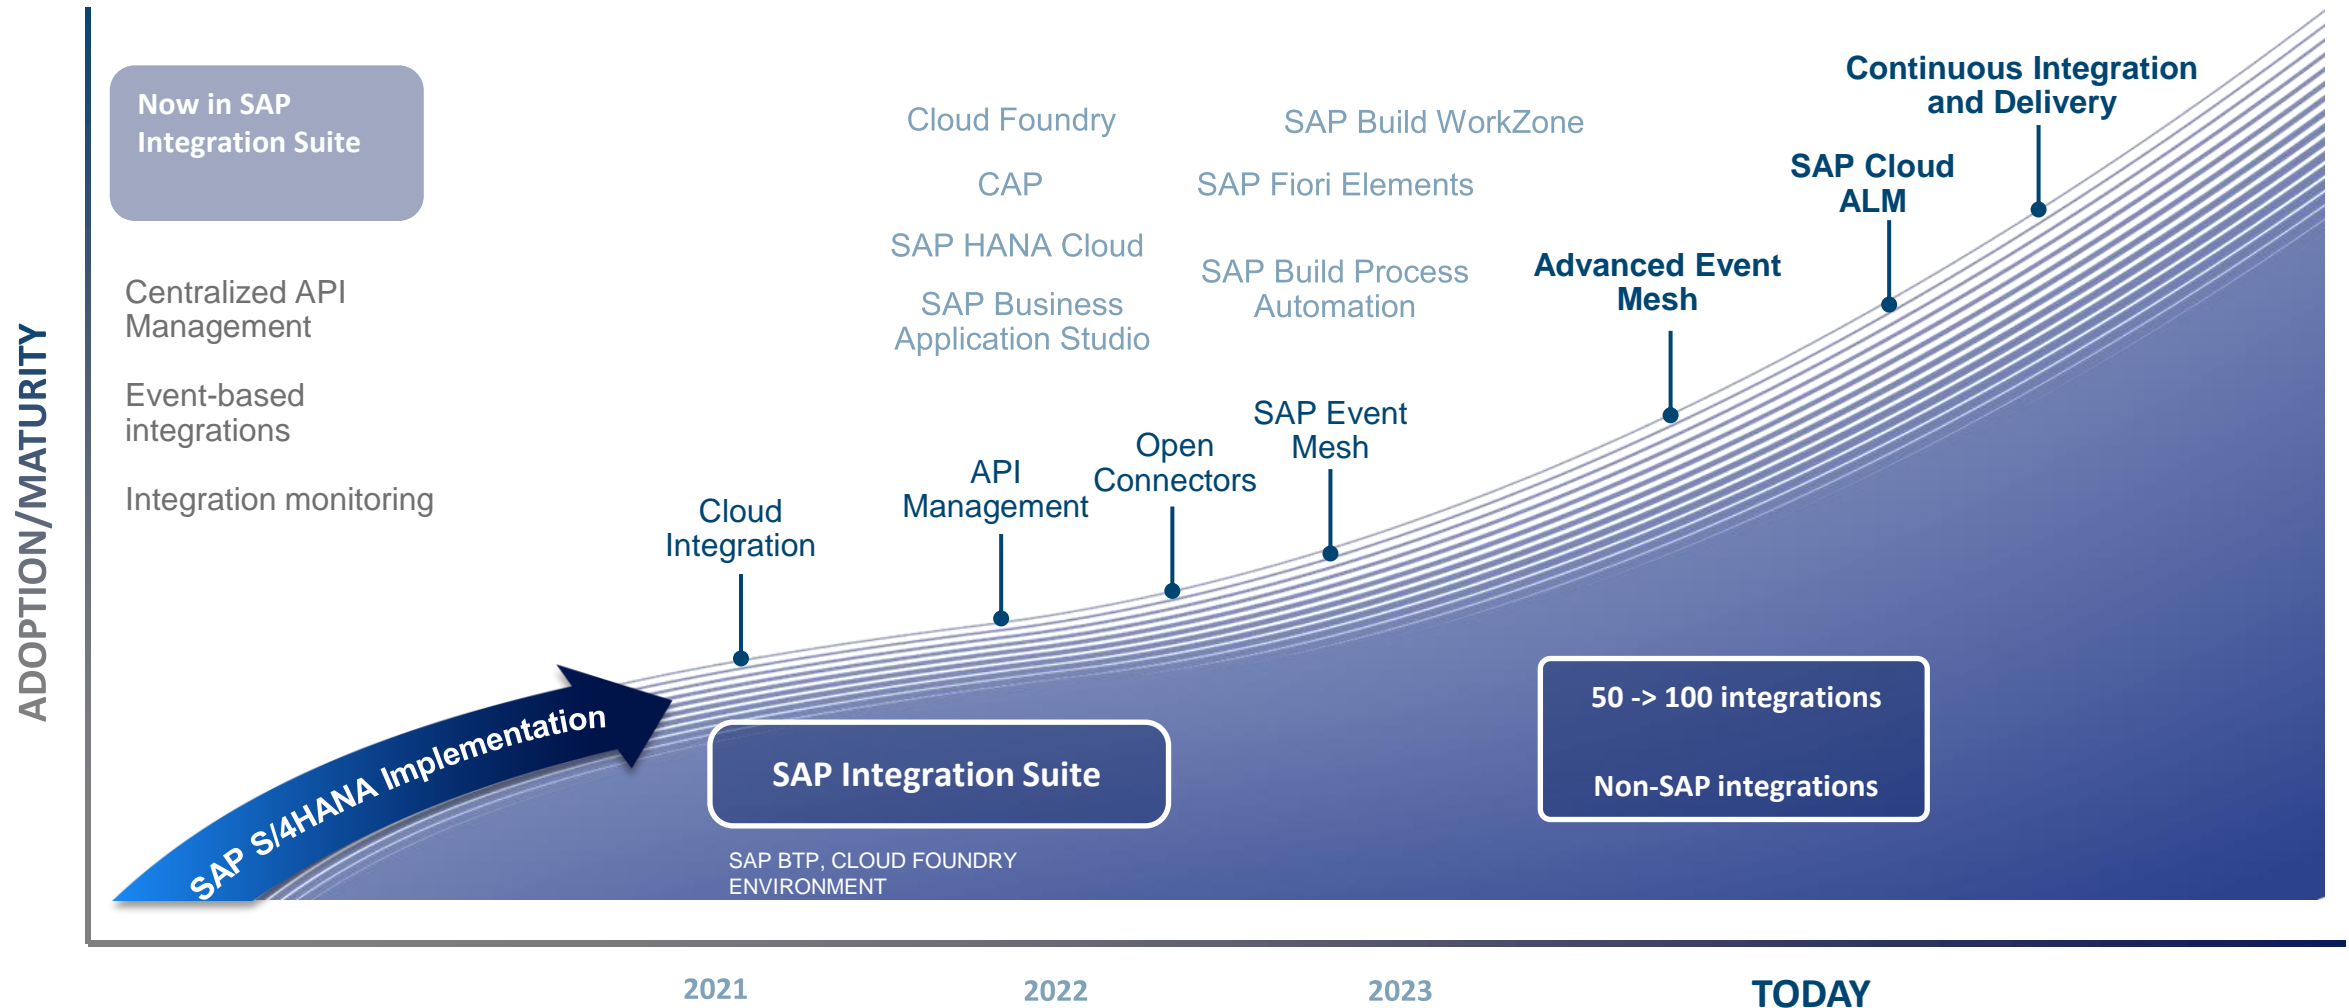 ADOPTION/MATURITY
Now in SAP
Integration Suite
Centralized API
Management
Event-based
integrations
Integration monitoring
Cloud Foundry
CAP
SAP HANA Cloud
SAP Business
Application Studio
SAP Build WorkZone
SAP Fiori Elements
SAP Build Process
Automation
Cloud
Integration
API
Management
Open
Connectors
SAP Event
Mesh
Advanced Event
Mesh
SAP Cloud
ALM
Continuous Integration
and Delivery
SAP S/4HANA Implementation
SAP Integration Suite
SAP BTP, CLOUD FOUNDRY
ENVIRONMENT
50 -> 100 integrations
Non-SAP integrations
2021
2022
2023
TODAY